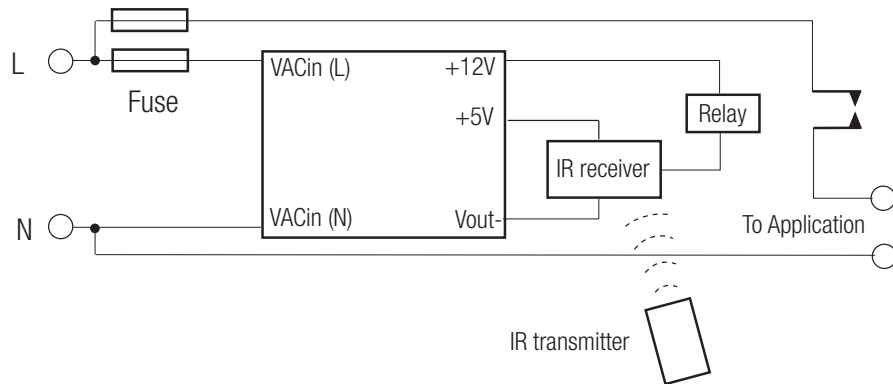 L
Fuse
VACin (L)
+12V
+5V
Relay
IR receiver
N
VACin (N)
Vout-
To Application
IR transmitter